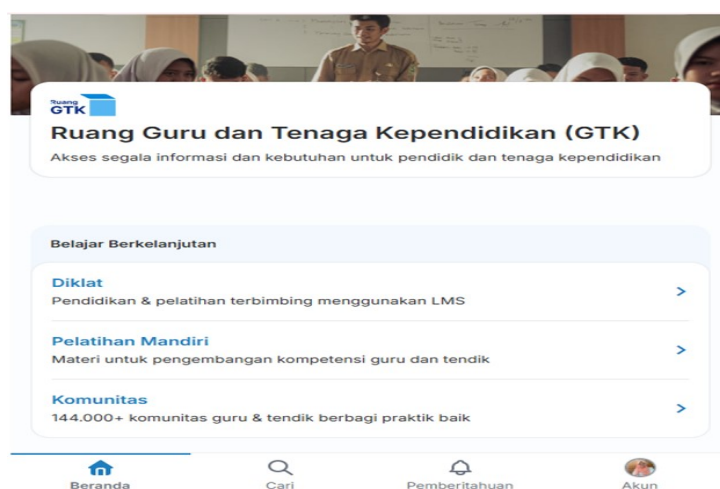 Ruang
GTK
Ruang Guru dan Tenaga Kependidikan (GTK)
Akses segala informasi dan kebutuhan untuk pendidik dan tenaga kependidikan
Belajar Berkelanjutan
Diklat
Pendidikan & pelatihan terbimbing menggunakan LMS
Pelatihan Mandiri
Materi untuk pengembangan kompetensi guru dan tendik
Komunitas
144.000+ komunitas guru & tendik berbagi praktik baik
Beranda
Cari
Pemberitahuan
Akun